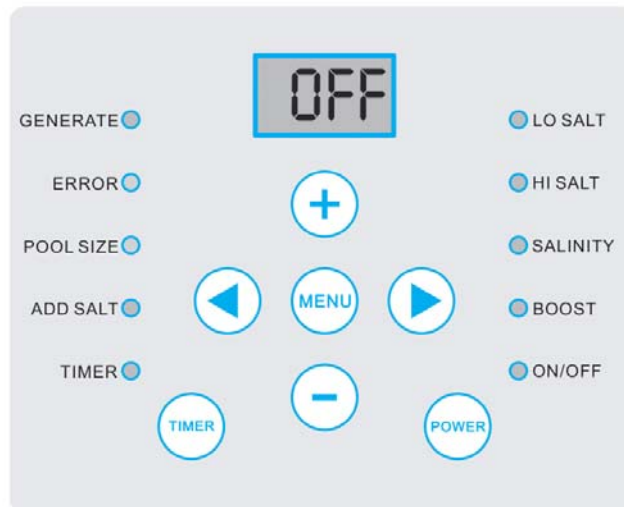 OFF
GENERATE
LO SALT
ERROR
HI SALT
+
POOL SIZE
SALINITY
ADD SALT
MENU
BOOST
TIMER
ON/OFF
-
TIMER
POWER